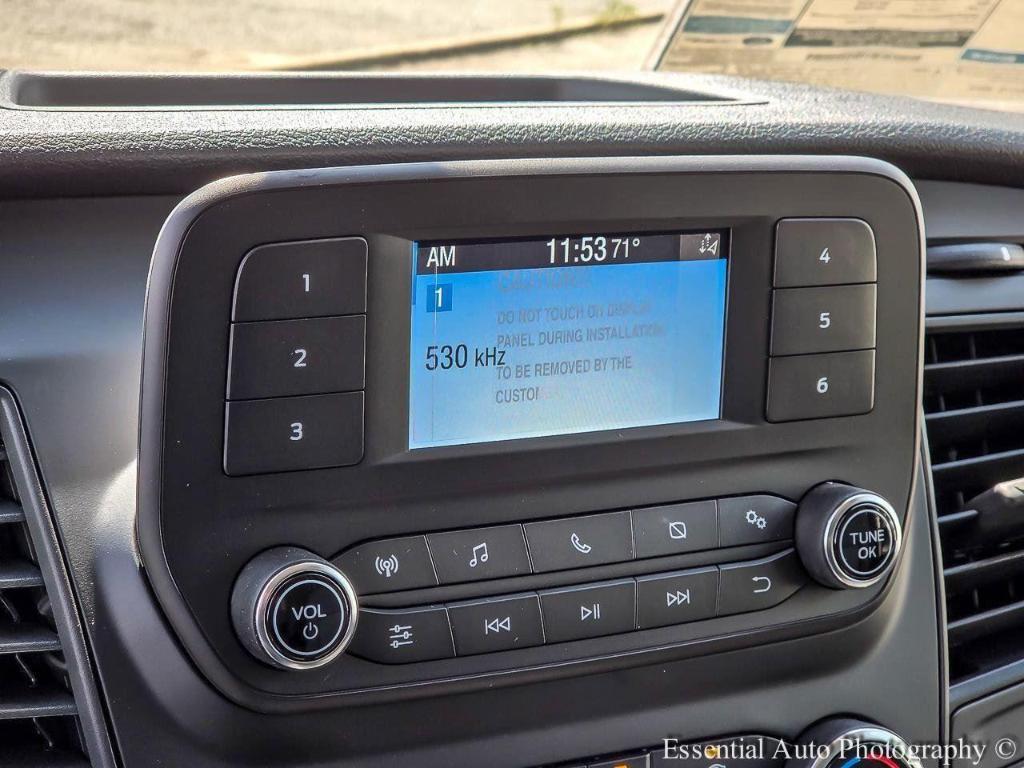 AM 11:53 71°
1
530 kHz
CAUTION!
DO NOT TOUCH ON DISPLAY
PANEL DURING INSTALLATION
TO BE REMOVED BY THE
1
2
3
4
5
6
VOL
TUNE
OK
Essential Auto Photography ©